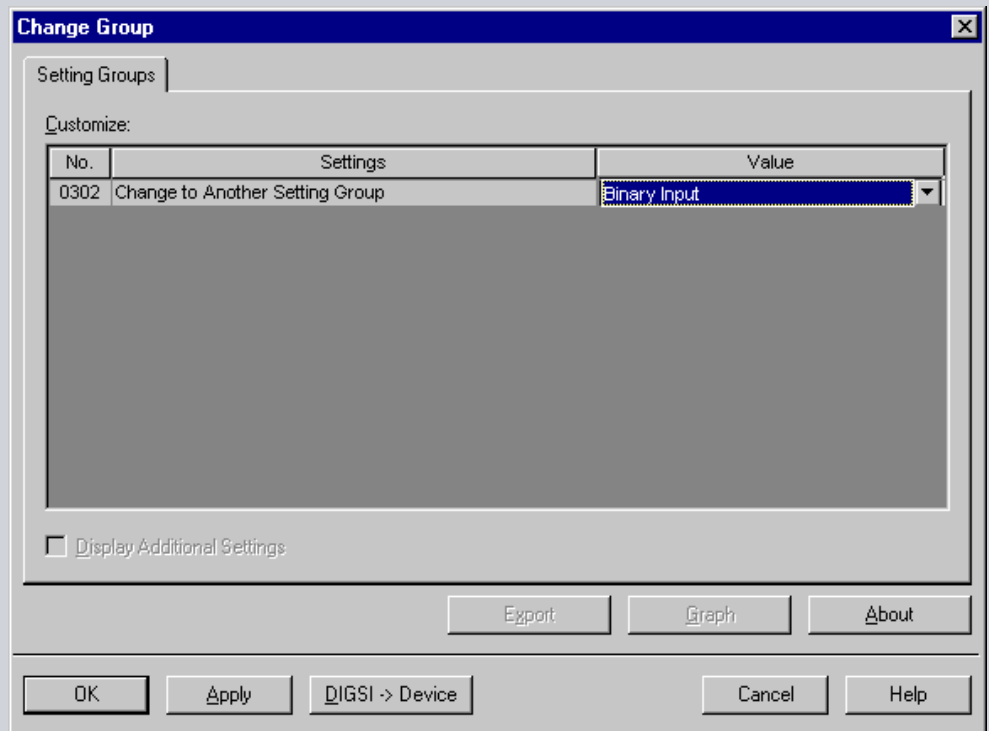 Change Group
Setting Groups
Customize:
No. Settings Value
0302 Change to Another Setting Group Binary Input
Display Additional Settings
Export Graph About
OK Apply DIGSI -> Device Cancel Help